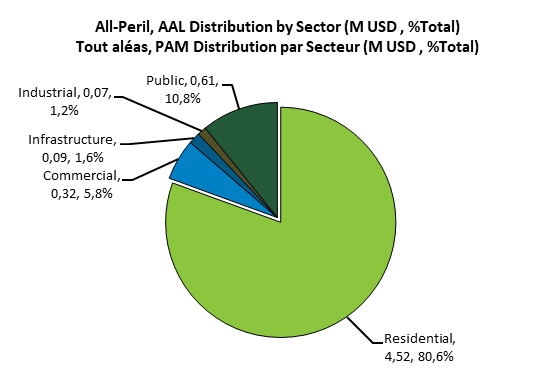 All-Peril, AAL Distribution by Sector (M USD , %Total)
Tout aléas, PAM Distribution par Secteur (M USD , %Total)
Public, 0,61,
10,8%
Industrial, 0,07,
1,2%
Infrastructure,
0,09, 1,6%
Commercial,
0,32, 5,8%
Residential,
4,52, 80,6%